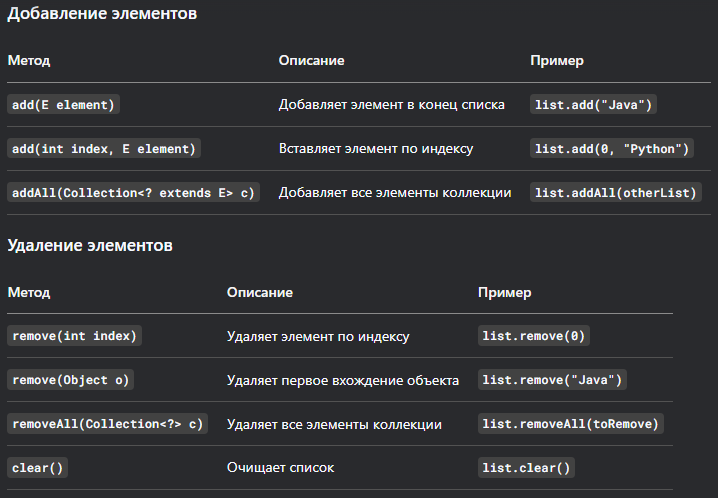 Добавление элементов
Метод Описание Пример
add(E element) Добавляет элемент в конец списка list.add("Java")
add(int index, E element) Вставляет элемент по индексу list.add(0, "Python")
addAll(Collection<? extends E> c) Добавляет все элементы коллекции list.addAll(otherList)
Удаление элементов
Метод Описание Пример
remove(int index) Удаляет элемент по индексу list.remove(0)
remove(Object o) Удаляет первое вхождение объекта list.remove("Java")
removeAll(Collection<?> c) Удаляет все элементы коллекции list.removeAll(toRemove)
clear() Очищает список list.clear()